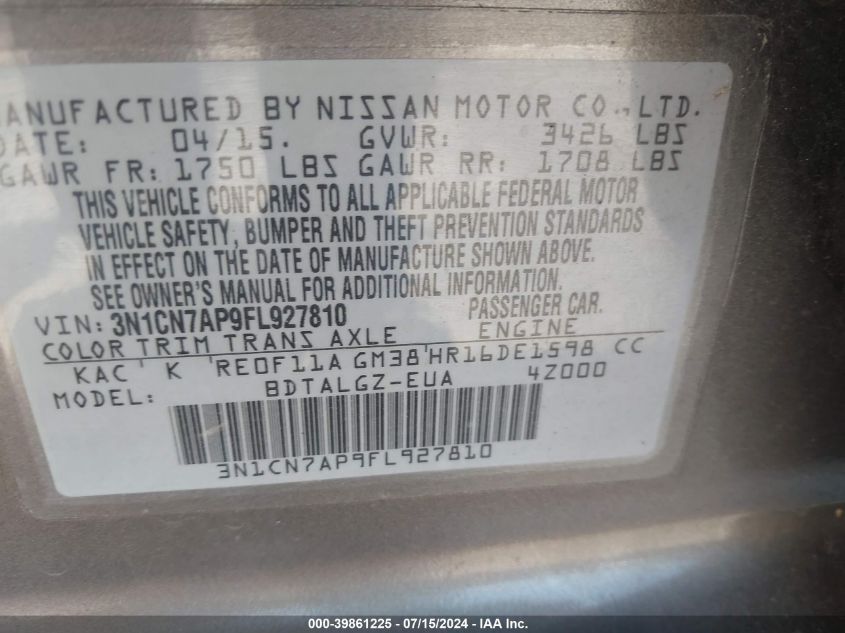 MANUFACTURED BY NISSAN MOTOR CO., LTD.
DATE: 04/15. GVWR: 3426 LBS
GAWR FR: 1750 LBS GAWR RR: 1708 LBS
THIS VEHICLE CONFORMS TO ALL APPLICABLE FEDERAL MOTOR
VEHICLE SAFETY, BUMPER AND THEFT PREVENTION STANDARDS
IN EFFECT ON THE DATE OF MANUFACTURE SHOWN ABOVE.
SEE OWNER'S MANUAL FOR ADDITIONAL INFORMATION.
VIN: 3N1CN7AP9FL927810 PASSENGER CAR.
COLOR TRIM TRANS AXLE ENGINE
KAC K RE0F11A GM38 HR16DE1598 CC
MODEL: BDTALGZ-EUA 4Z000
3N1CN7AP9FL927810
000-39861225 - 07/15/2024 - IAA Inc.